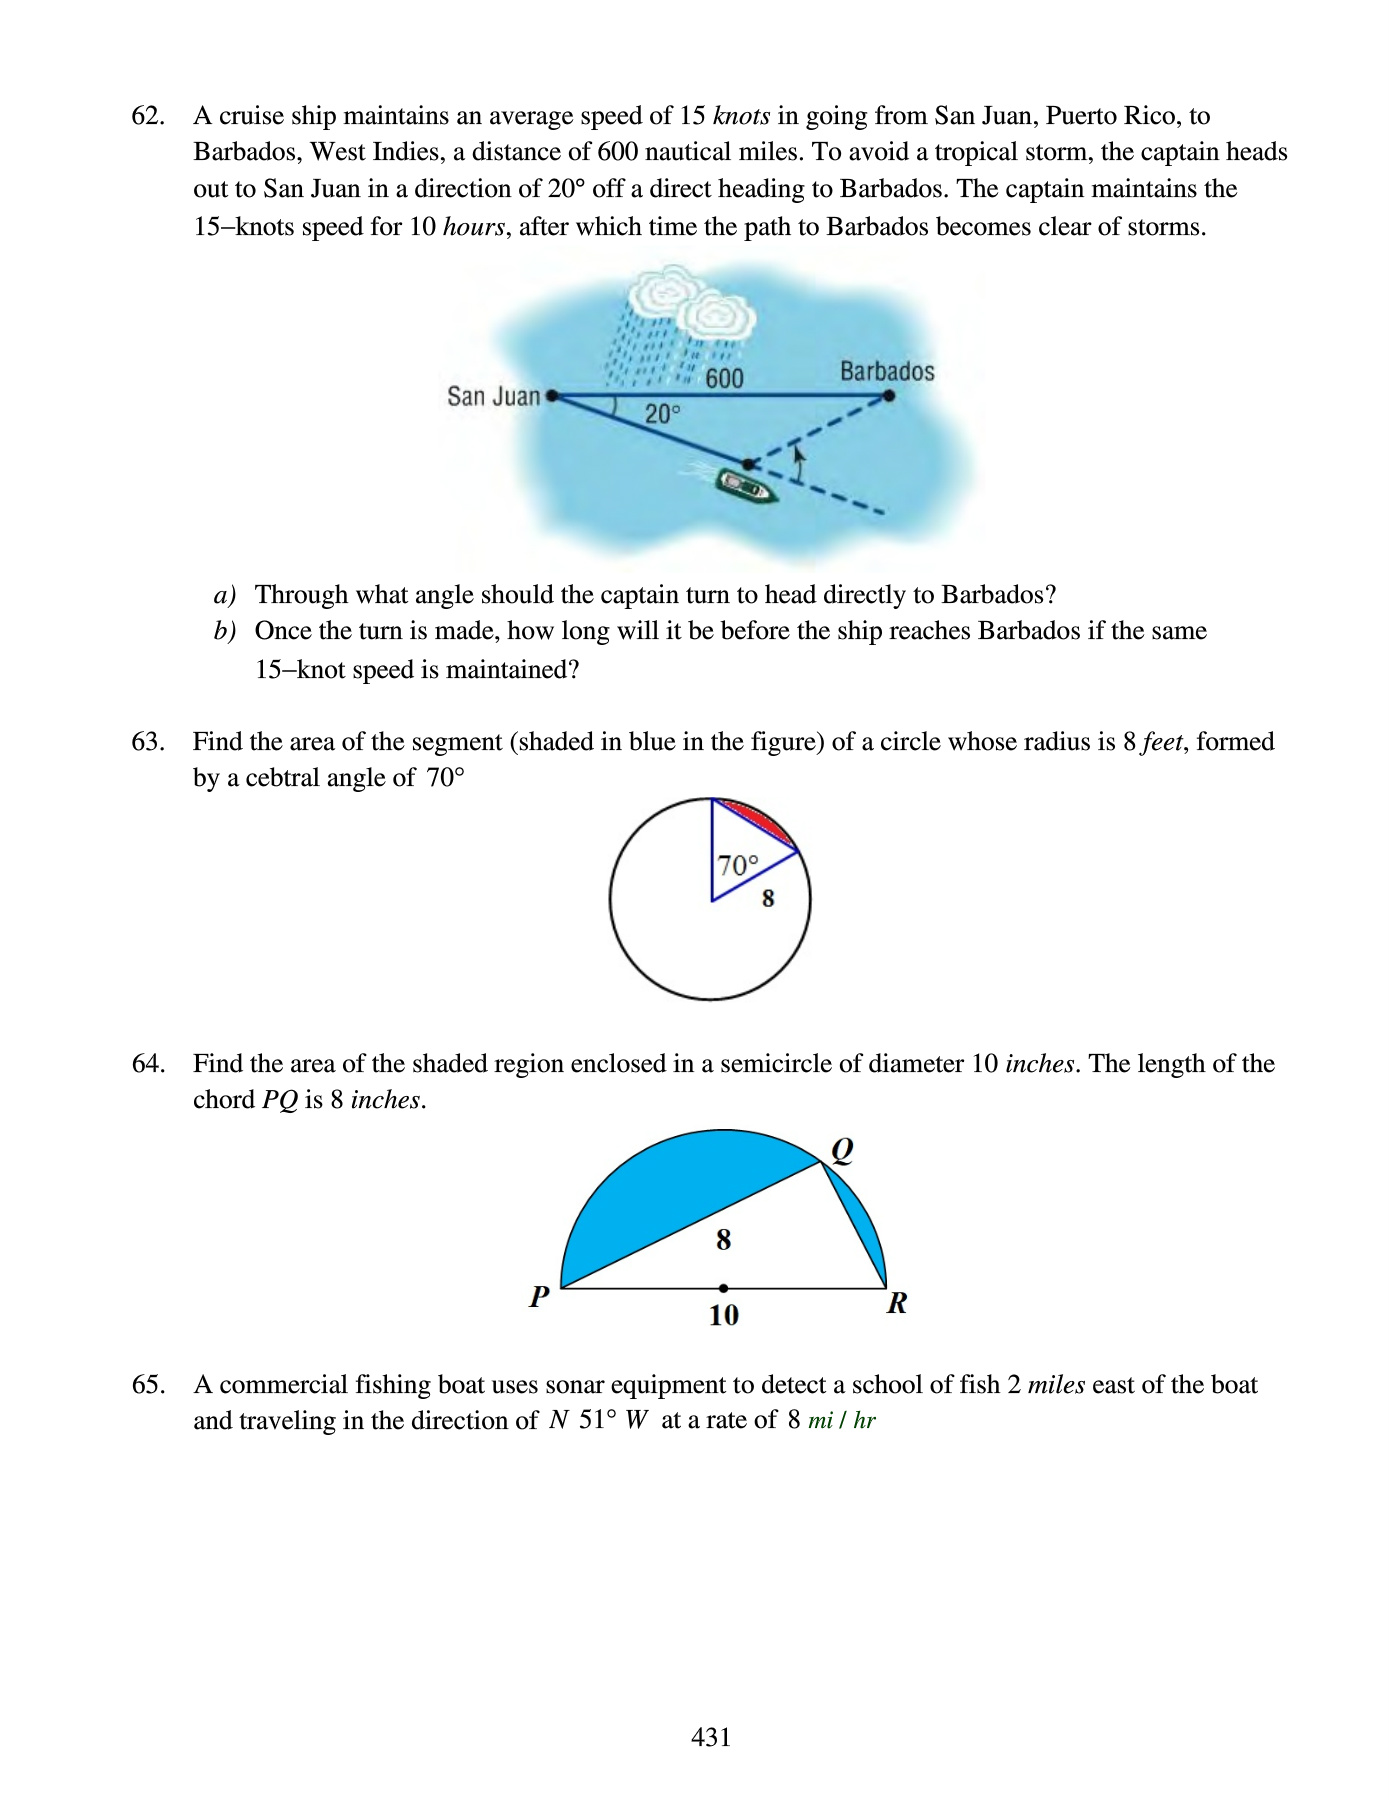 62. A cruise ship maintains an average speed of 15 knots in going from San Juan, Puerto Rico, to
Barbados, West Indies, a distance of 600 nautical miles. To avoid a tropical storm, the captain heads
out to San Juan in a direction of 20° off a direct heading to Barbados. The captain maintains the
15–knots speed for 10 hours, after which time the path to Barbados becomes clear of storms.
Barbados
600
San Juan
20°
a) Through what angle should the captain turn to head directly to Barbados?
b) Once the turn is made, how long will it be before the ship reaches Barbados if the same
15–knot speed is maintained?
63. Find the area of the segment (shaded in blue in the figure) of a circle whose radius is 8 feet, formed
by a cebtral angle of 70°
70°
8
64. Find the area of the shaded region enclosed in a semicircle of diameter 10 inches. The length of the
chord PQ is 8 inches.
Q
8
P
R
10
65. A commercial fishing boat uses sonar equipment to detect a school of fish 2 miles east of the boat
and traveling in the direction of N 51° W at a rate of 8 mi / hr
431